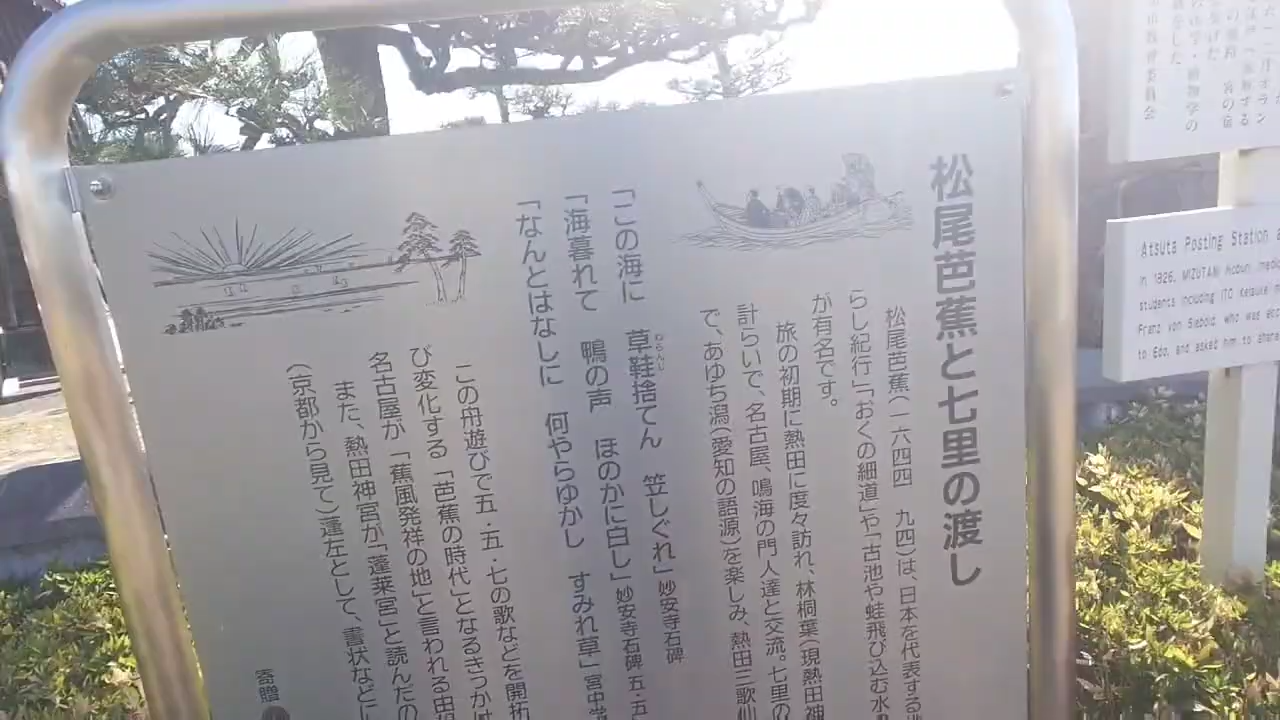 松尾芭蕉と七里の渡し
松尾芭蕉(一六四四 九四)は、日本を代表する
らし紀行」「おくの細道」や「古池や蛙飛び込む水
が有名です。
旅の初期に熱田に度々訪れ、林桐葉(現熱田神
計らいで、名古屋、鳴海の門人達と交流。七里の
で、あゆち潟(愛知の語源)を楽しみ、熱田三歌仙
「この海に 草鞋捨てん 笠しぐれ」妙安寺石碑
わらんじ
「海暮れて 鴨の声 ほのかに白し」妙安寺石碑 五・五
「なんとはなしに 何やらゆかし すみれ草」宮中学
この舟遊びで五・五・七の歌などを開拓
び変化する「芭蕉の時代」となるきっかけ
名古屋が「蕉風発祥の地」と言われる由
また、熱田神宮が「蓬莱宮」と読んだの
(京都から見て)蓬左として、書状などに
寄贈
Atsuta Posting Station
In 1826, MIZUTANI Hobun, medic
students including ITO Keisuke
Franz von Siebold, who was
to Edo, and asked him to share